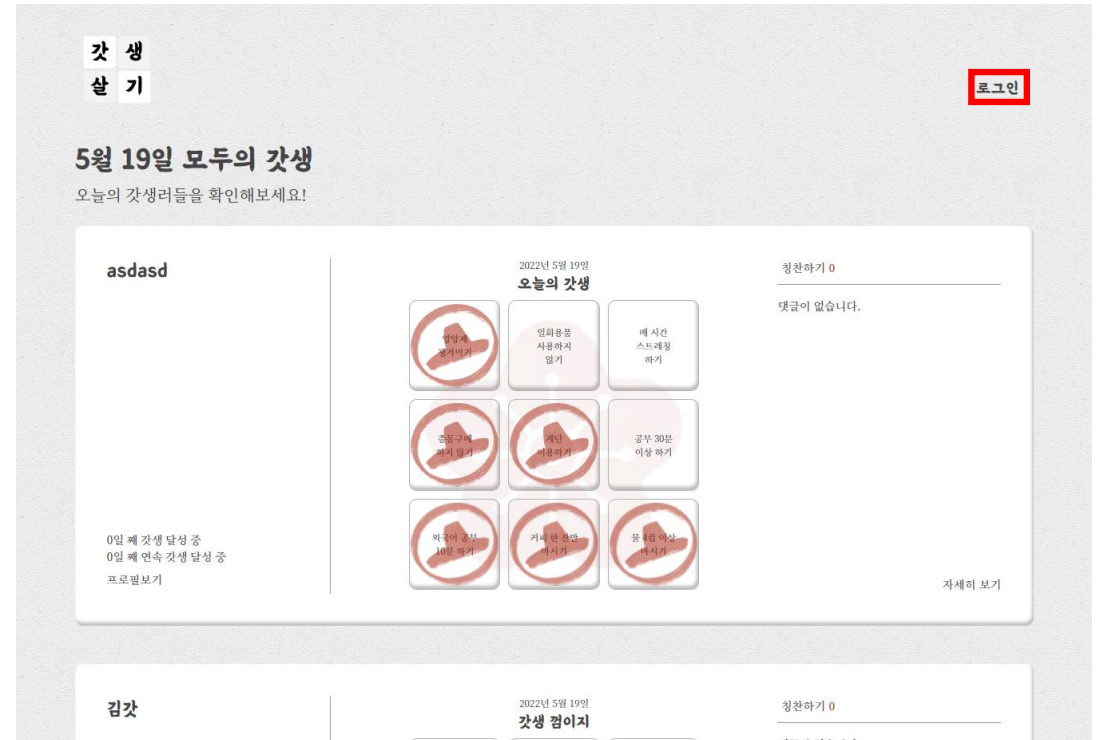 갓 생
살 기
로그인
5월 19일 모두의 갓생
오늘의 갓생러들을 확인해보세요!
asdasd
0일 째 갓생 달성 중
0일 째 연속 갓생 달성 중
프로필보기
2022년 5월 19일
오늘의 갓생
영양제
챙겨먹기
일회용품
사용하지
않기
매 시간
스트레칭
하기
충동구매
하지 않기
계단
이용하기
공부 30분
이상 하기
외국어 공부
10분 하기
커피 한 잔만
마시기
물 4컵 이상
마시기
칭찬하기 0
댓글이 없습니다.
자세히 보기
김갓
2022년 5월 19일
갓생 껌이지
칭찬하기 0